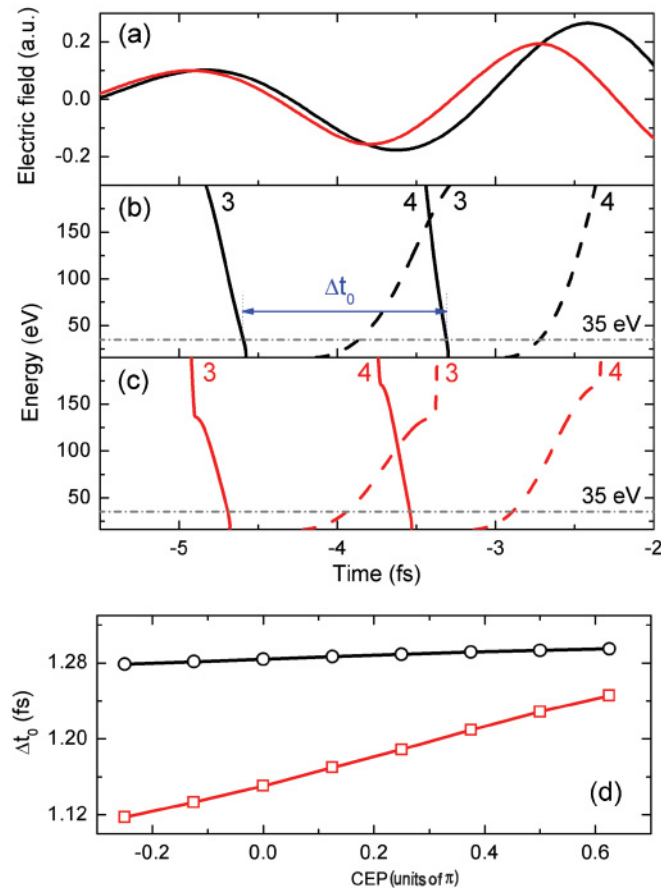 (a)
Electric field (a.u.)
0.2
0.0
-0.2
(b)
3
4
3
4
Δt0
35 eV
150
100
50
Energy (eV)
(c)
3
4
3
4
35 eV
150
100
50
-5
-4
-3
-2
Time (fs)
1.28
1.20
1.12
Δt0 (fs)
(d)
-0.2
0.0
0.2
0.4
0.6
CEP (units of π)